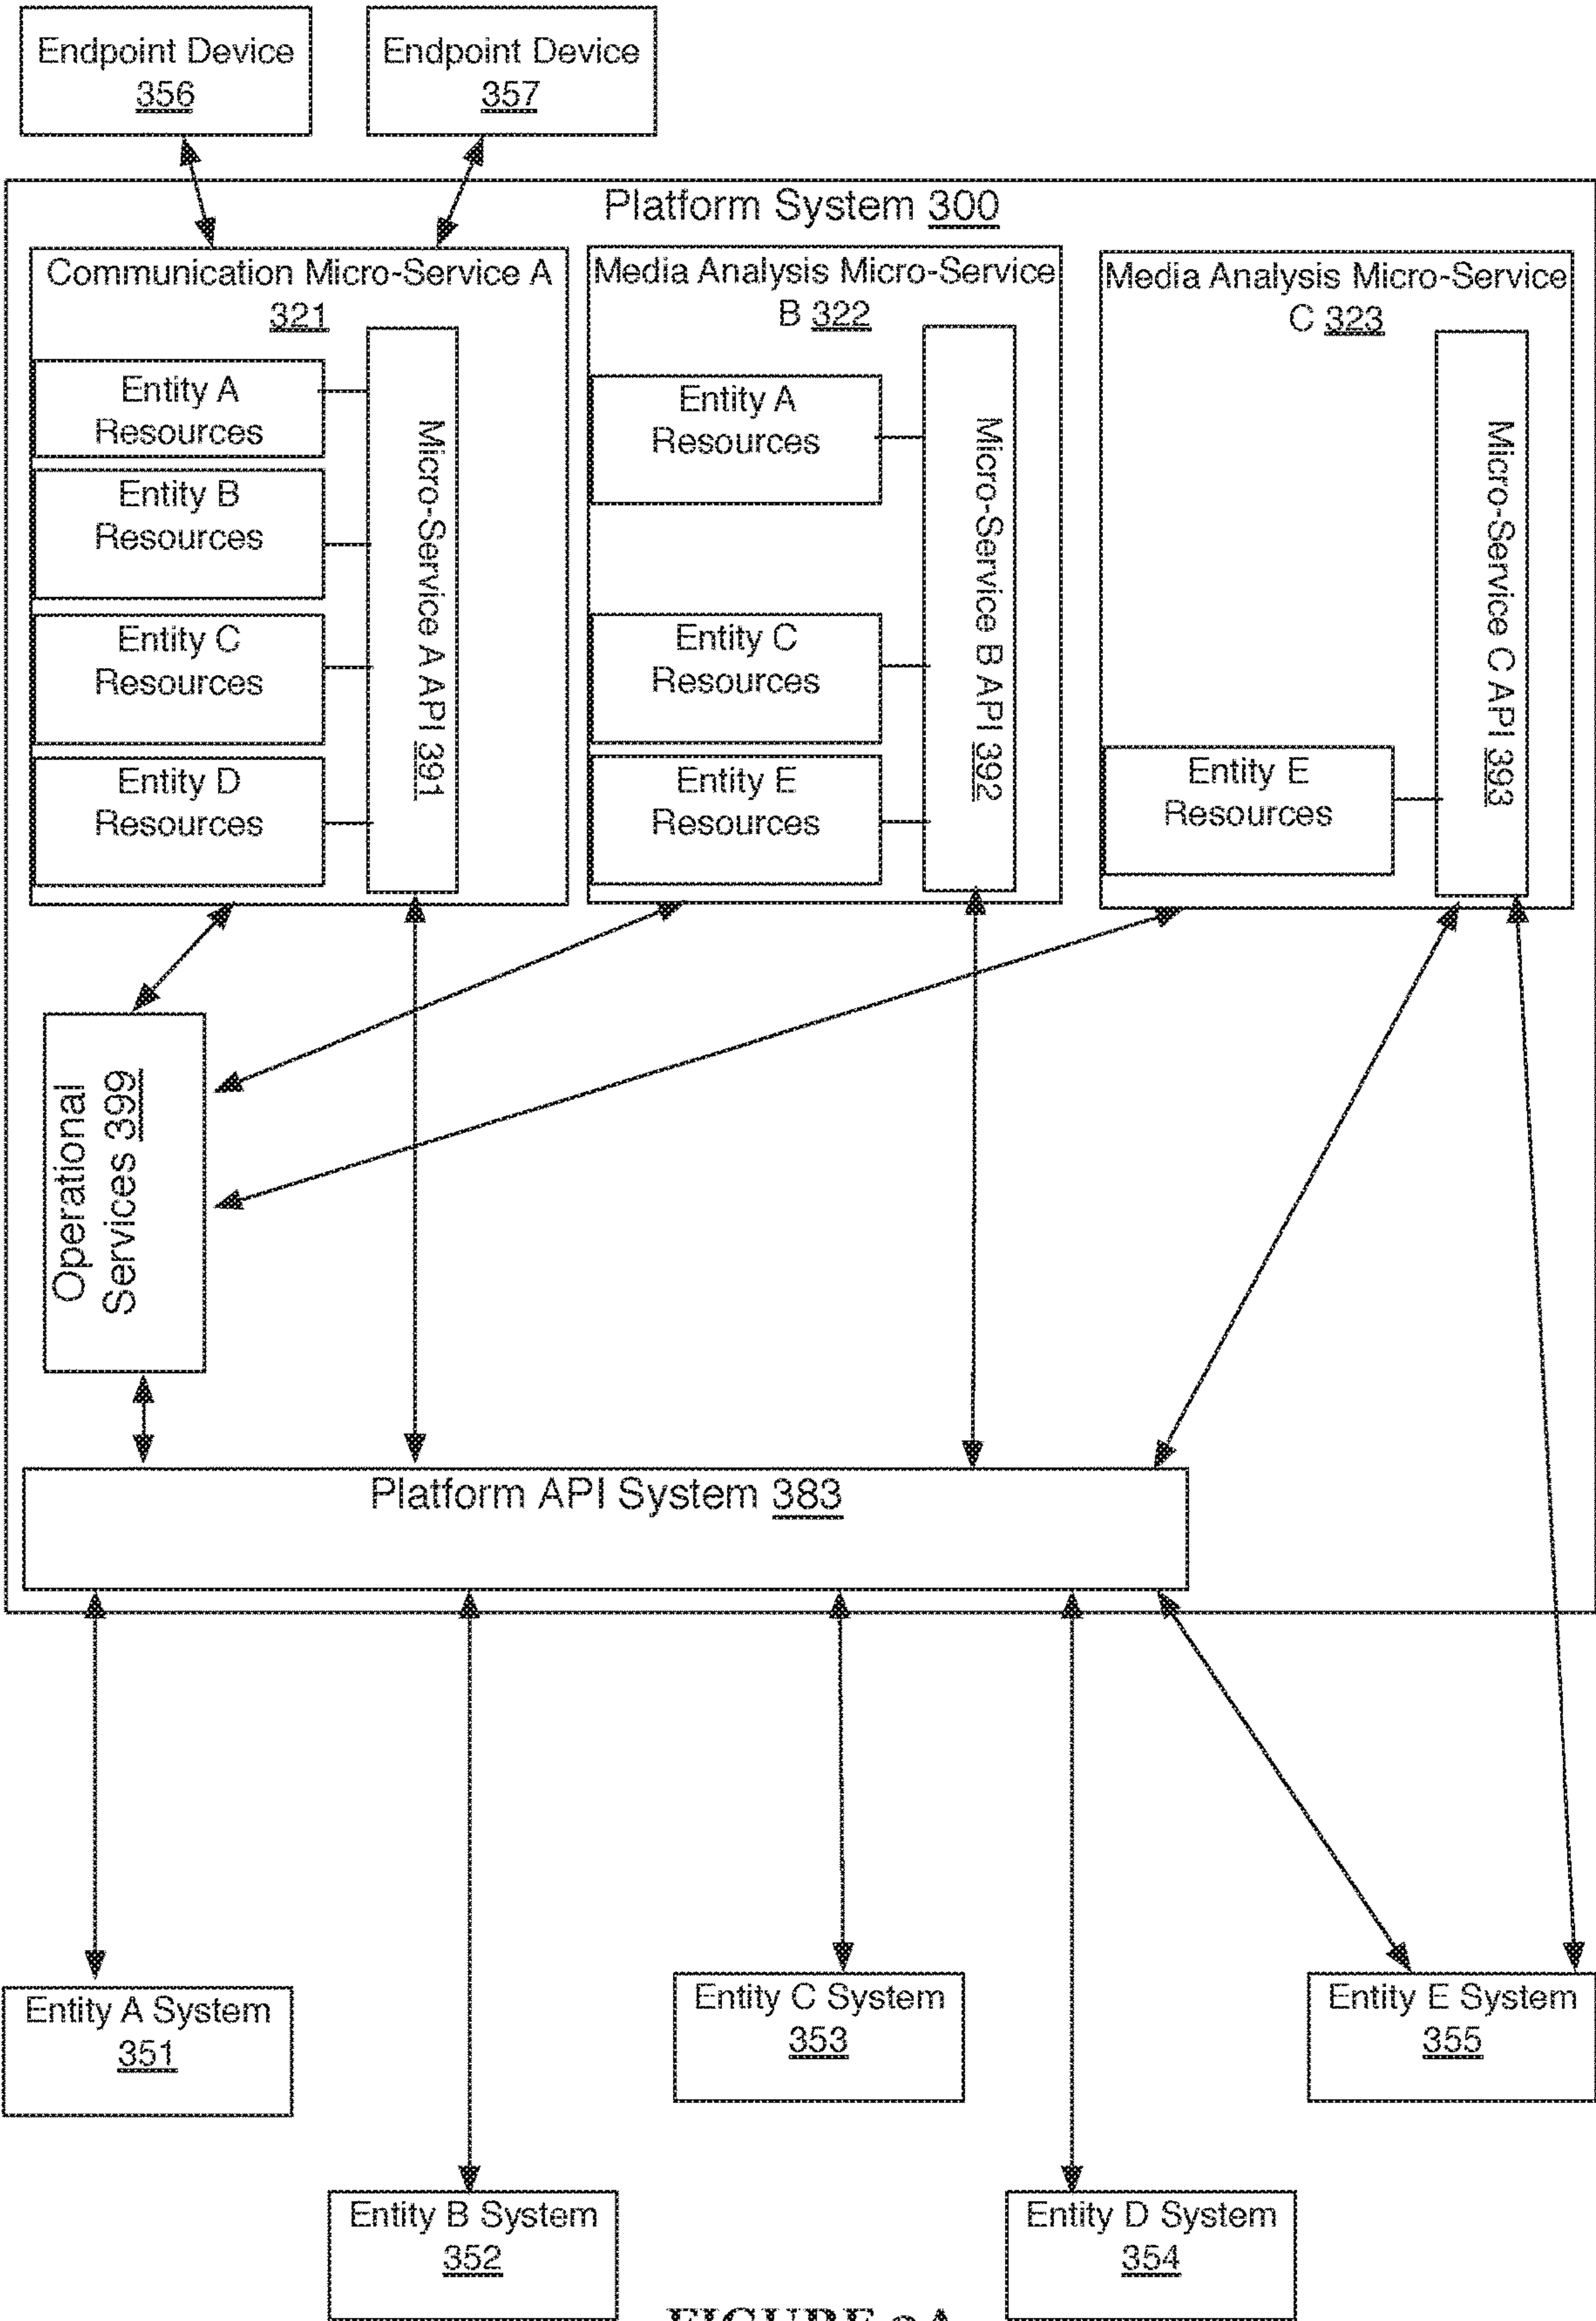 Endpoint Device
356
Endpoint Device
357
Platform System 300
Communication Micro-Service A
321
Entity A
Resources
Entity B
Resources
Entity C
Resources
Entity D
Resources
Micro-Service A API 391
Media Analysis Micro-Service
B 322
Entity A
Resources
Entity C
Resources
Entity E
Resources
Micro-Service B API 392
Media Analysis Micro-Service
C 323
Entity E
Resources
Micro-Service C API 393
Operational
Services 399
Platform API System 383
Entity A System
351
Entity C System
353
Entity E System
355
Entity B System
352
Entity D System
354
FIGURE